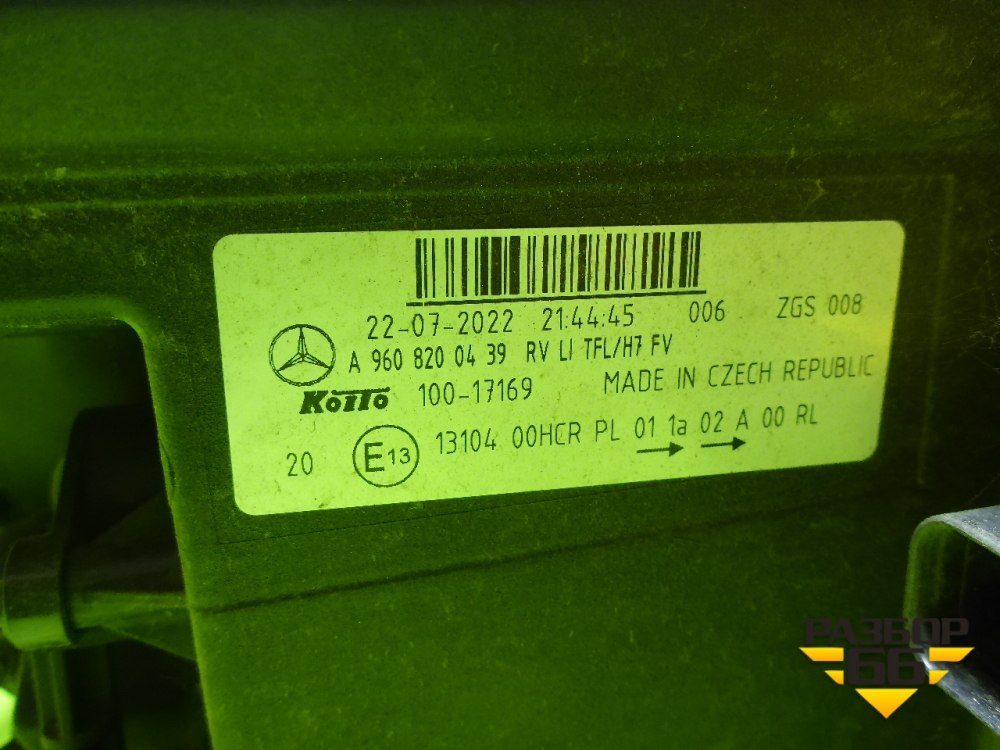 22-07-2022 21:44:45 006 ZGS 008
A 960 820 04 39 RV LI TFL/H7 FV
100-17169 MADE IN CZECH REPUBLIC
20 E13 13104 00HCR PL 01 1a 02 A 00 RL
РАЗБОР
66